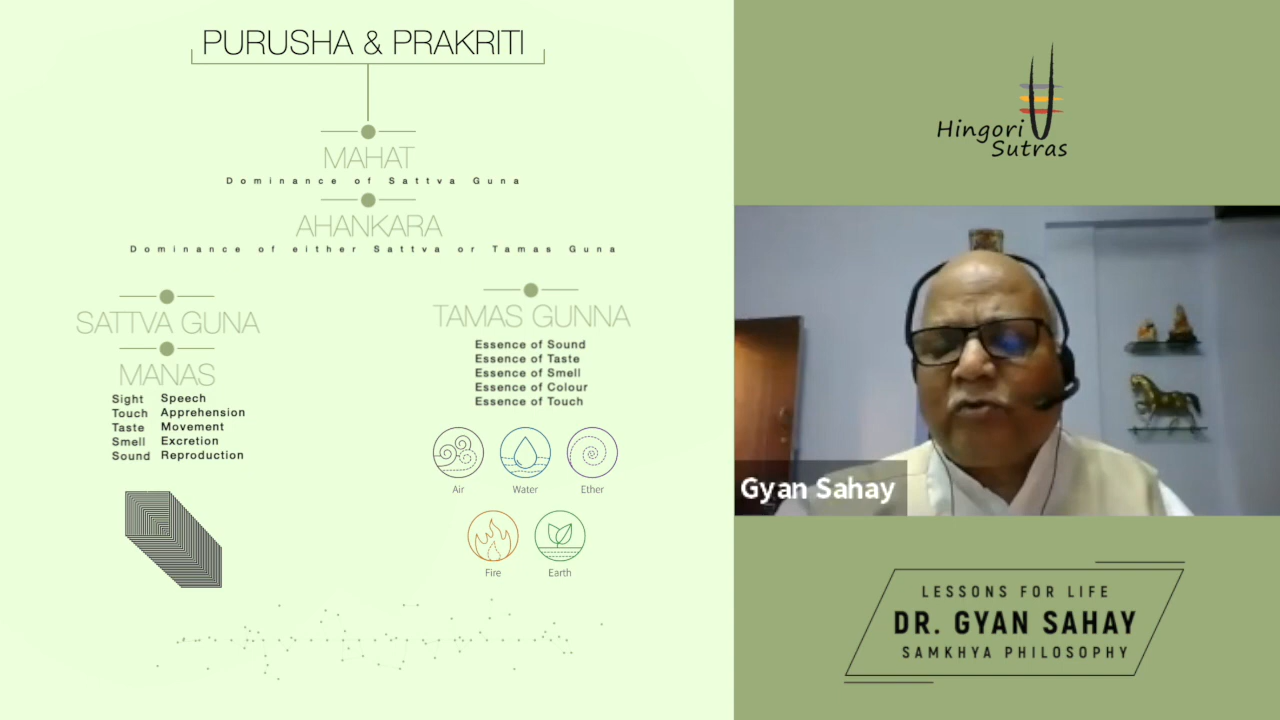 PURUSHA & PRAKRITI
MAHAT
Dominance of Sattva Guna
AHANKARA
Dominance of either Sattva or Tamas Guna
SATTVA GUNA
MANAS
Sight Speech
Touch Apprehension
Taste Movement
Smell Excretion
Sound Reproduction
TAMAS GUNNA
Essence of Sound
Essence of Taste
Essence of Smell
Essence of Colour
Essence of Touch
Air Water Ether
Fire Earth
Hingori
Sutras
Gyan Sahay
LESSONS FOR LIFE
DR. GYAN SAHAY
SAMKHYA PHILOSOPHY